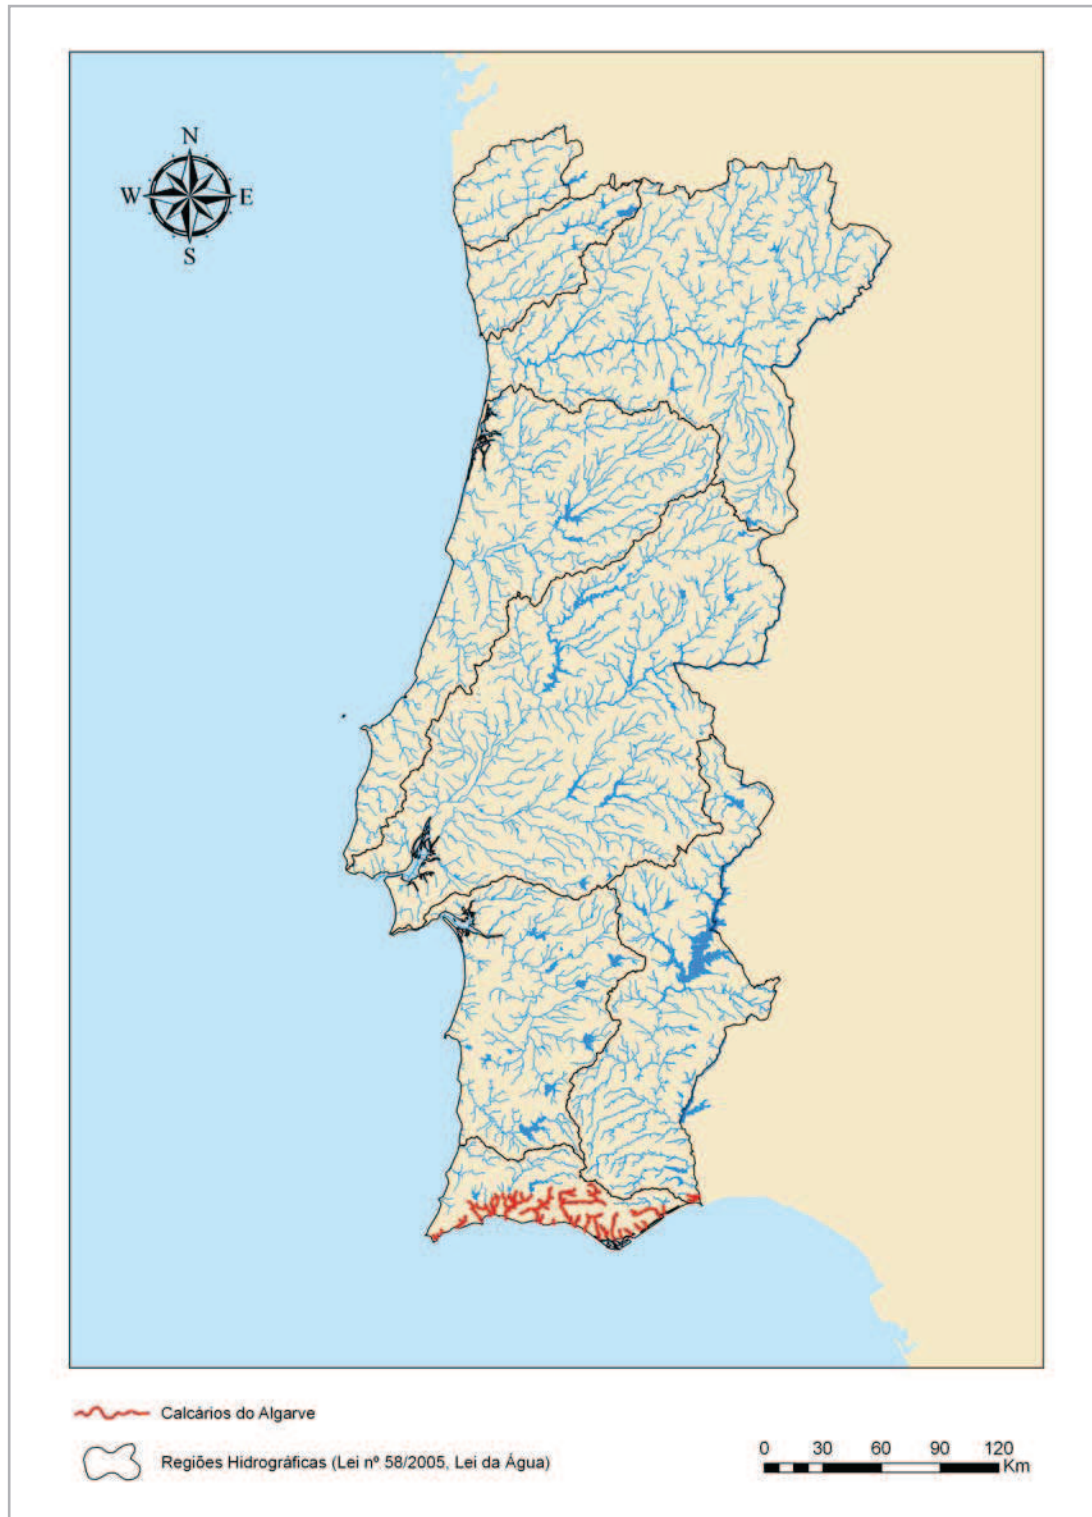 N
W E
S
Calcários do Algarve
Regiões Hidrográficas (Lei nº 58/2005, Lei da Água)
0 30 60 90 120
Km